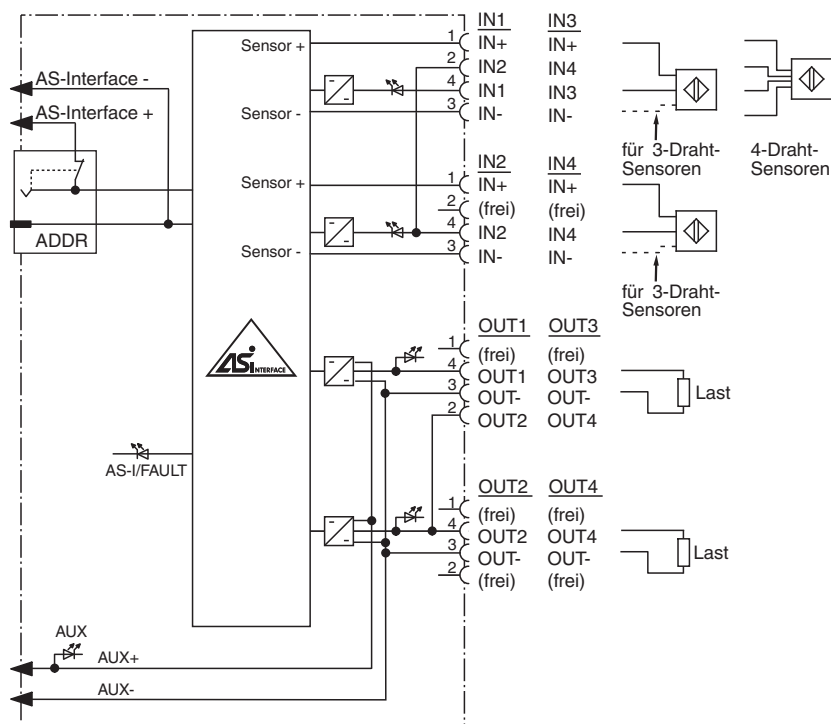 IN1 IN3
Sensor + 1 IN+ IN+
2 IN2 IN4
AS-Interface - 4 IN1 IN3
Sensor - 3 IN- IN-
AS-Interface +
für 3-Draht-
Sensoren
4-Draht-
Sensoren
IN2 IN4
Sensor + 1 IN+ IN+
2 (frei) (frei)
ADDR 4 IN2 IN4
Sensor - 3 IN- IN-
für 3-Draht-
Sensoren
OUT1 OUT3
1 (frei) (frei)
ASi INTERFACE 4 OUT1 OUT3
3 OUT- OUT- Last
2 OUT2 OUT4
AS-I/FAULT
OUT2 OUT4
1 (frei) (frei)
4 OUT2 OUT4
3 OUT- OUT- Last
2 (frei) (frei)
AUX
AUX+
AUX-